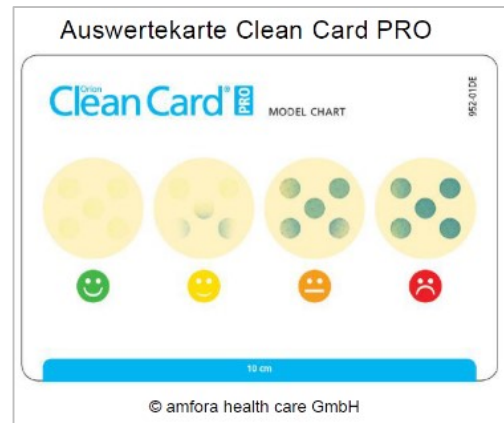 Auswertekarte Clean Card PRO
Orion
Clean Card® PRO MODEL CHART
952-01DE
10 cm
© amfora health care GmbH